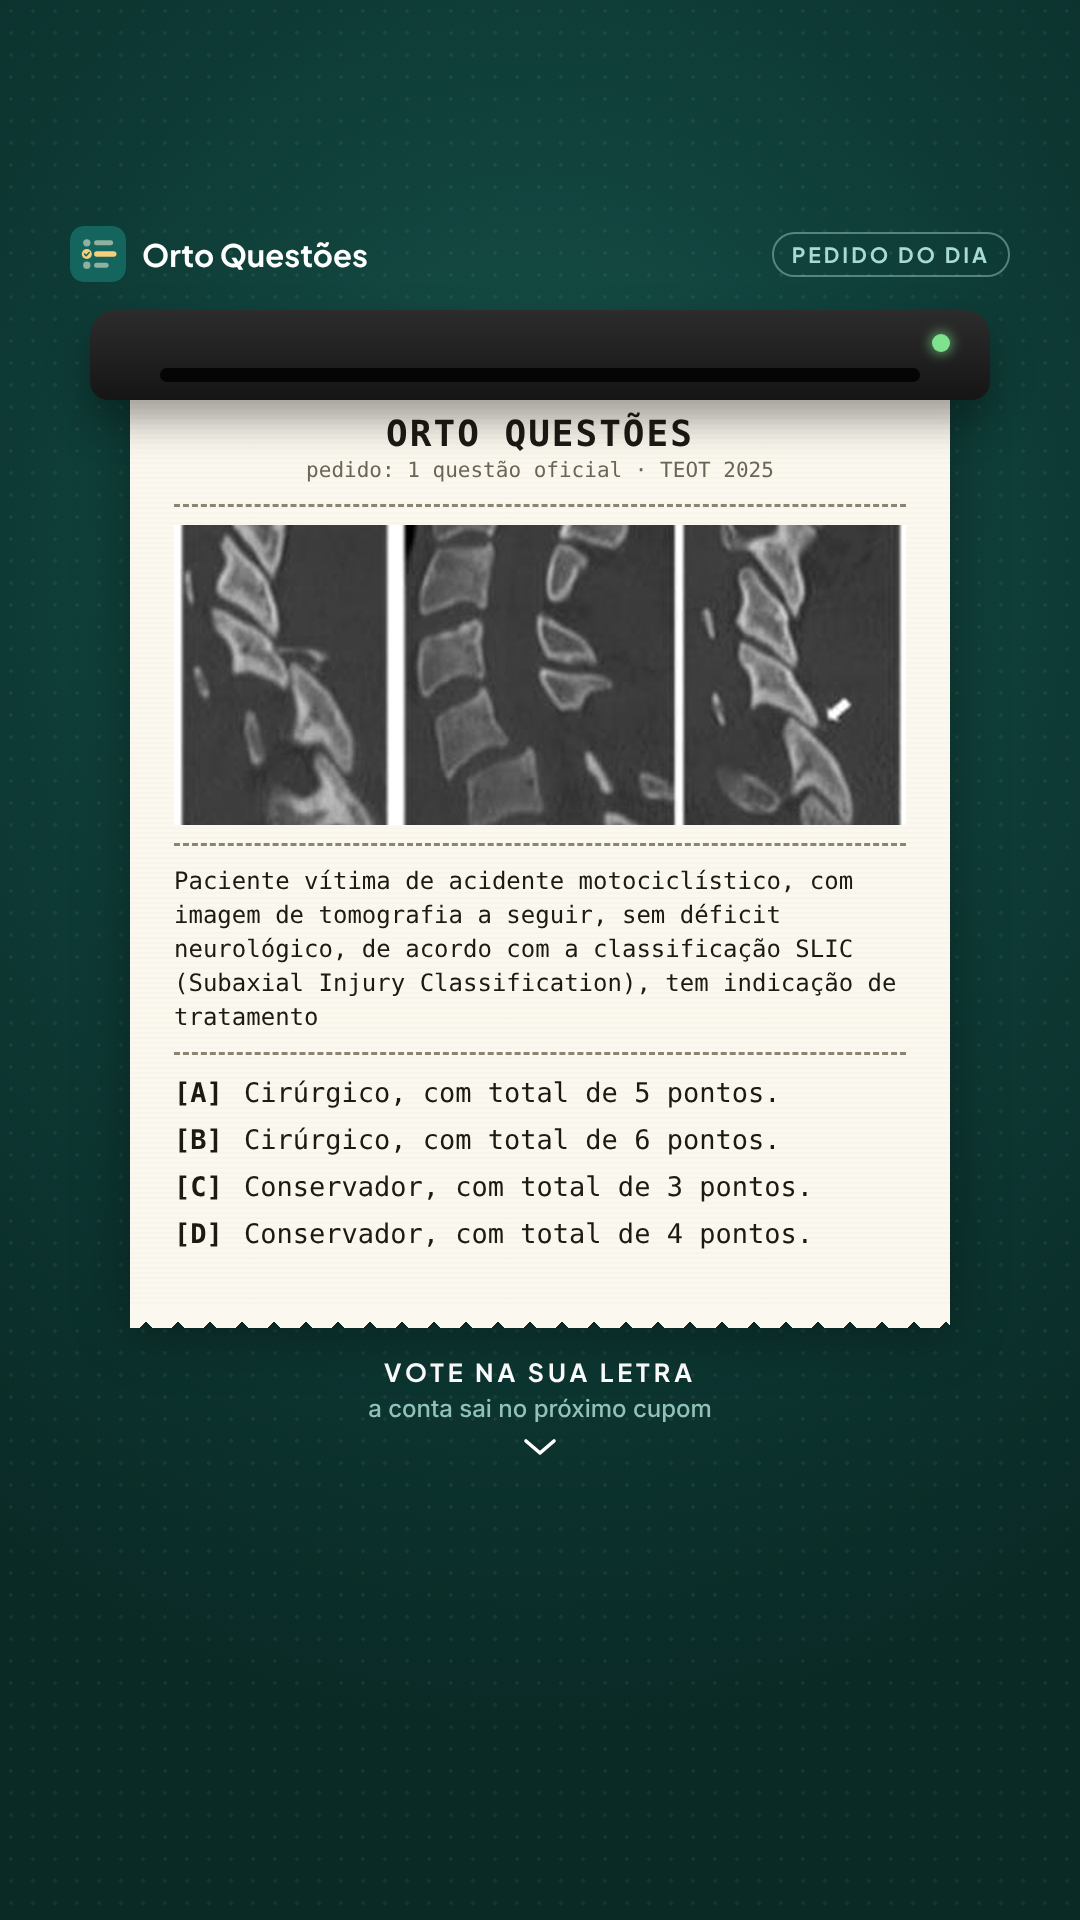 Orto Questões
PEDIDO DO DIA
ORTO QUESTÕES
pedido: 1 questão oficial · TEOT 2025
Paciente vítima de acidente motociclístico, com
imagem de tomografia a seguir, sem déficit
neurológico, de acordo com a classificação SLIC
(Subaxial Injury Classification), tem indicação de
tratamento
[A] Cirúrgico, com total de 5 pontos.
[B] Cirúrgico, com total de 6 pontos.
[C] Conservador, com total de 3 pontos.
[D] Conservador, com total de 4 pontos.
VOTE NA SUA LETRA
a conta sai no próximo cupom